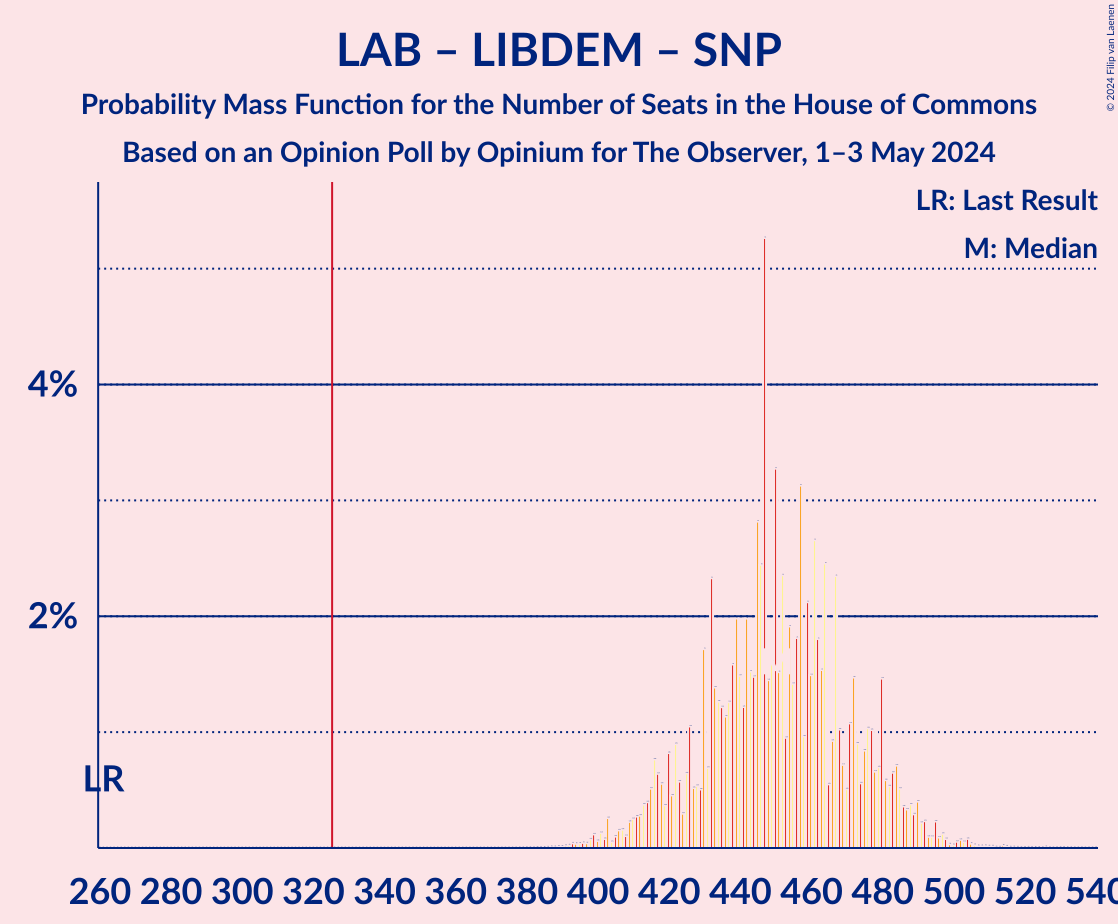 LAB – LIBDEM – SNP
Probability Mass Function for the Number of Seats in the House of Commons
Based on an Opinion Poll by Opinium for The Observer, 1–3 May 2024
© 2024 Filip van Laenen
LR: Last Result
M: Median
4%
2%
LR
260 280 300 320 340 360 380 400 420 440 460 480 500 520 540